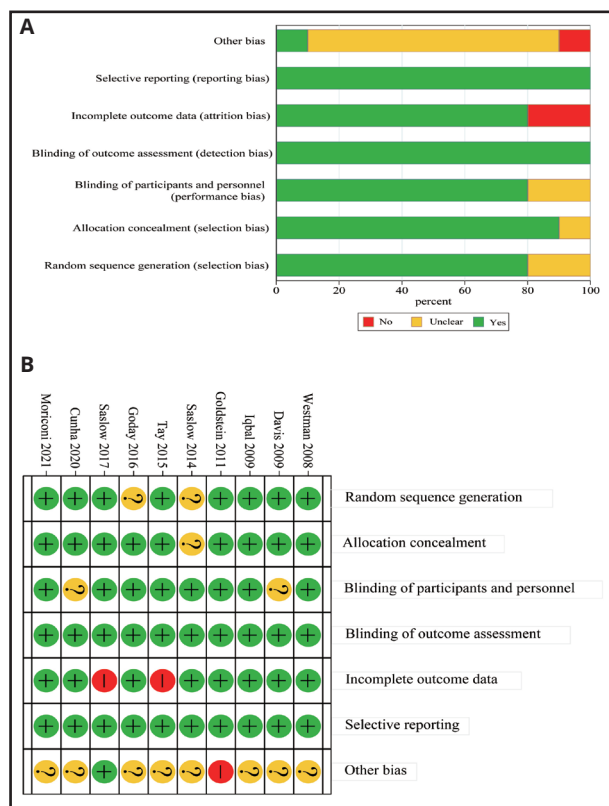 A
Other bias
Selective reporting (reporting bias)
Incomplete outcome data (attrition bias)
Blinding of outcome assessment (detection bias)
Blinding of participants and personnel
(performance bias)
Allocation concealment (selection bias)
Random sequence generation (selection bias)
0 20 40 60 80 100
percent
No Unclear Yes
B
Moriconi 2021
Cunha 2020
Saslow 2017
Goday 2016
Tay 2015
Saslow 2014
Goldstein 2011
Iqbal 2009
Davis 2009
Westman 2008
+ + + ? + ? + + + + Random sequence generation
+ + + + + ? + + + + Allocation concealment
+ ? + + + + + + ? + Blinding of participants and personnel
+ + + + + + + + + + Blinding of outcome assessment
+ + − + − + + + + + Incomplete outcome data
+ + + + + + + + + + Selective reporting
? ? + ? ? ? − ? ? ? Other bias